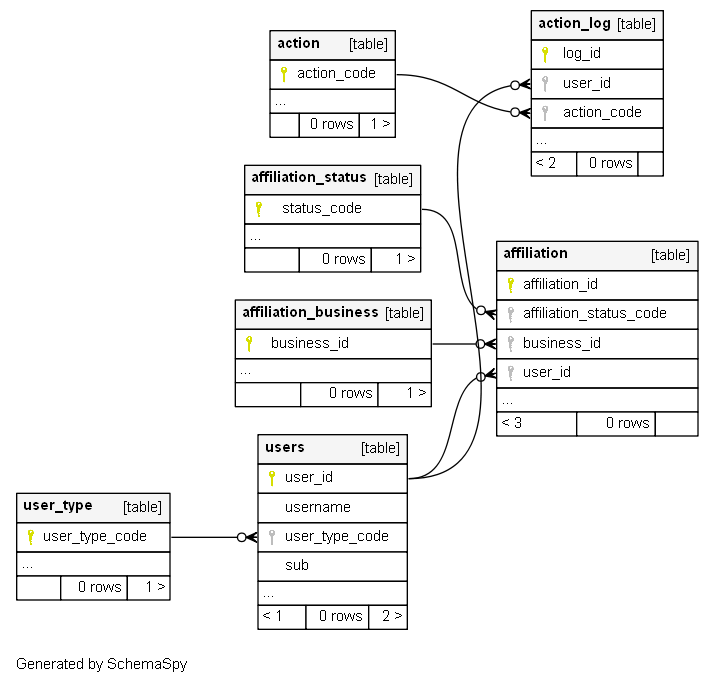 action [table]
action_code
...
0 rows 1 >
action_log [table]
log_id
user_id
action_code
...
< 2 0 rows
affiliation_status [table]
status_code
...
0 rows 1 >
affiliation [table]
affiliation_id
affiliation_status_code
business_id
user_id
...
< 3 0 rows
affiliation_business [table]
business_id
...
0 rows 1 >
users [table]
user_id
username
user_type_code
sub
...
< 1 0 rows 2 >
user_type [table]
user_type_code
...
0 rows 1 >
Generated by SchemaSpy